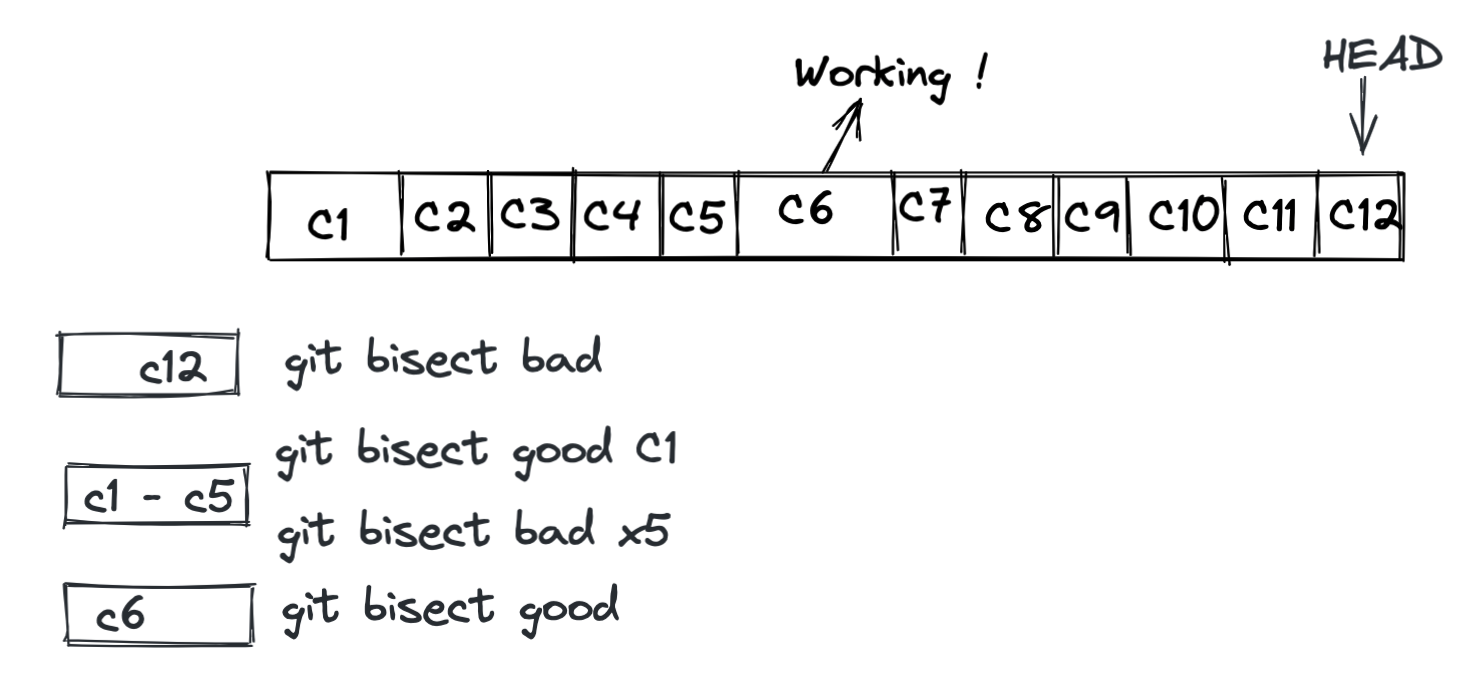 HEAD
Working !
C1 C2 C3 C4 C5 C6 C7 C8 C9 C10 C11 C12
c12 git bisect bad
git bisect good C1
c1 - c5
git bisect bad x5
c6 git bisect good